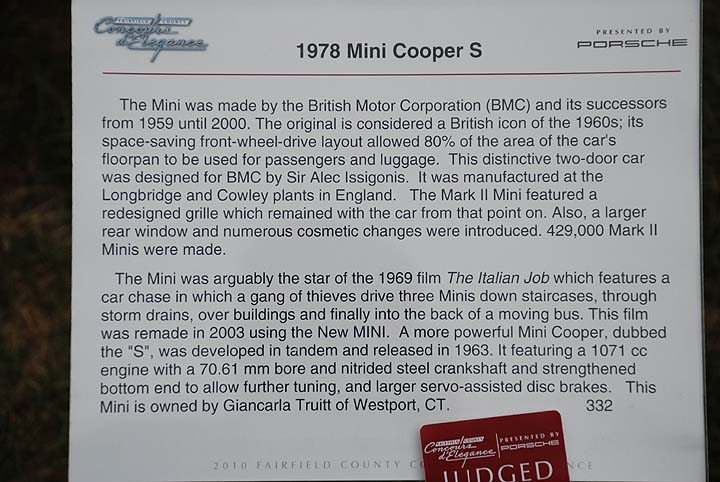 FAIRFIELD COUNTY
Concours
d'Elegance
PRESENTED BY
PORSCHE
1978 Mini Cooper S
The Mini was made by the British Motor Corporation (BMC) and its successors
from 1959 until 2000. The original is considered a British icon of the 1960s; its
space-saving front-wheel-drive layout allowed 80% of the area of the car's
floorpan to be used for passengers and luggage. This distinctive two-door car
was designed for BMC by Sir Alec Issigonis. It was manufactured at the
Longbridge and Cowley plants in England. The Mark II Mini featured a
redesigned grille which remained with the car from that point on. Also, a larger
rear window and numerous cosmetic changes were introduced. 429,000 Mark II
Minis were made.
The Mini was arguably the star of the 1969 film The Italian Job which features a
car chase in which a gang of thieves drive three Minis down staircases, through
storm drains, over buildings and finally into the back of a moving bus. This film
was remade in 2003 using the New MINI. A more powerful Mini Cooper, dubbed
the "S", was developed in tandem and released in 1963. It featuring a 1071 cc
engine with a 70.61 mm bore and nitrided steel crankshaft and strengthened
bottom end to allow further tuning, and larger servo-assisted disc brakes. This
Mini is owned by Giancarla Truitt of Westport, CT. 332
2010 FAIRFIELD COUNTY
FAIRFIELD COUNTY
Concours
d'Elegance
PRESENTED BY
PORSCHE
JUDGED